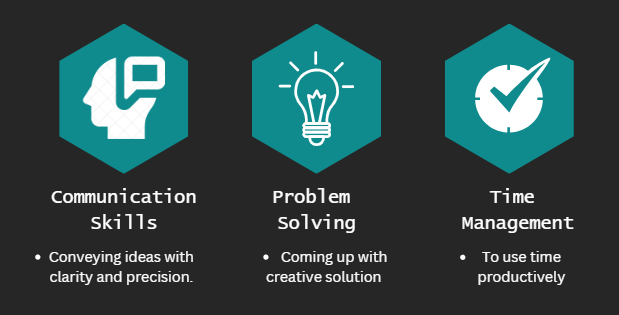 Communication
Skills
• Conveying ideas with
clarity and precision.
Problem
Solving
• Coming up with
creative solution
Time
Management
• To use time
productively